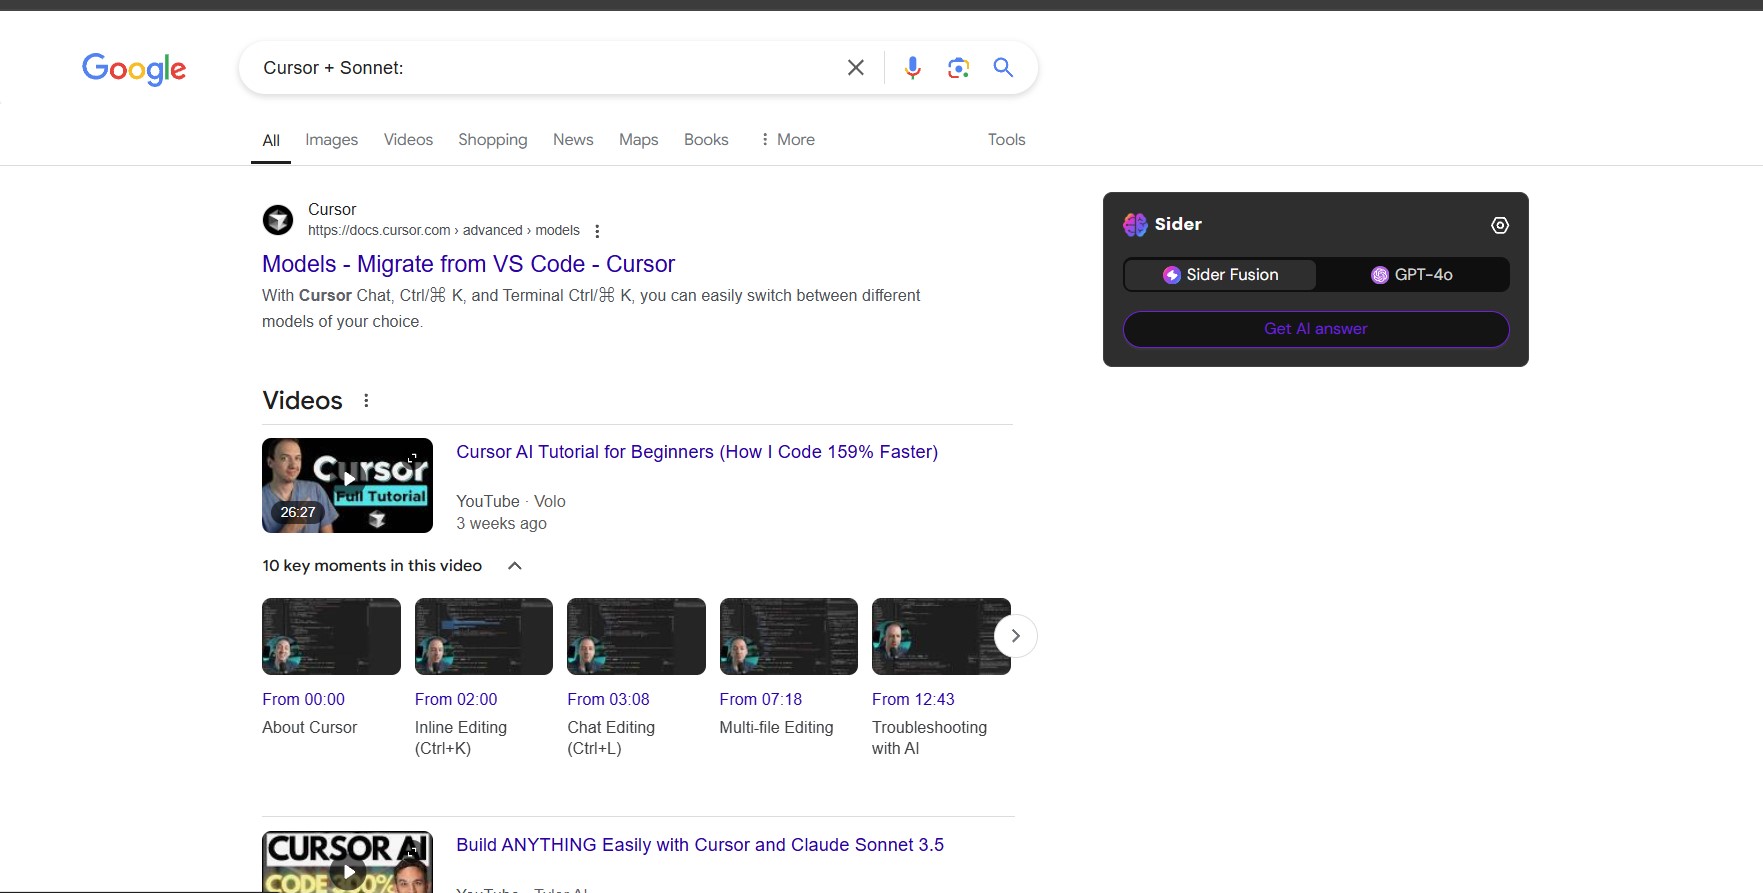 Google
Cursor + Sonnet:
All
Images
Videos
Shopping
News
Maps
Books
More
Tools
Cursor
https://docs.cursor.com › advanced › models
Models - Migrate from VS Code - Cursor
With Cursor Chat, Ctrl/⌘ K, and Terminal Ctrl/⌘ K, you can easily switch between different
models of your choice.
Sider
Sider Fusion
GPT-4o
Get AI answer
Videos
Cursor
Full Tutorial
26:27
Cursor AI Tutorial for Beginners (How I Code 159% Faster)
YouTube · Volo
3 weeks ago
10 key moments in this video
From 00:00
About Cursor
From 02:00
Inline Editing
(Ctrl+K)
From 03:08
Chat Editing
(Ctrl+L)
From 07:18
Multi-file Editing
From 12:43
Troubleshooting
with AI
CURSOR AI
Build ANYTHING Easily with Cursor and Claude Sonnet 3.5